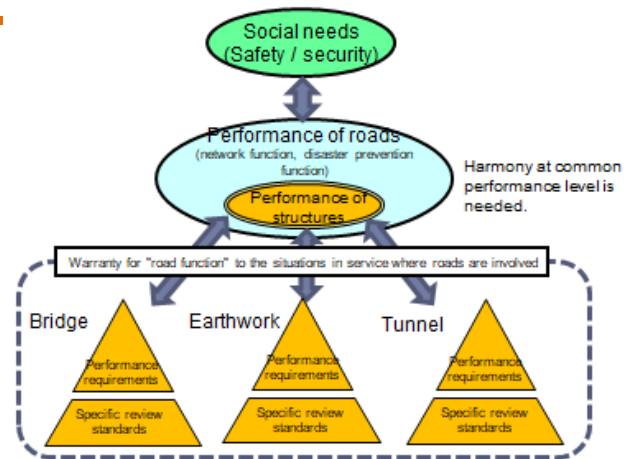 Social needs
(Safety / security)
Performance of roads
(network function, disaster prevention
function)
Performance of
structures
Harmony at common
performance level is
needed.
Warranty for "road function" to the situations in service where roads are involved
Bridge
Earthwork
Tunnel
Performance
requirements
Performance
requirements
Performance
requirements
Specific review
standards
Specific review
standards
Specific review
standards